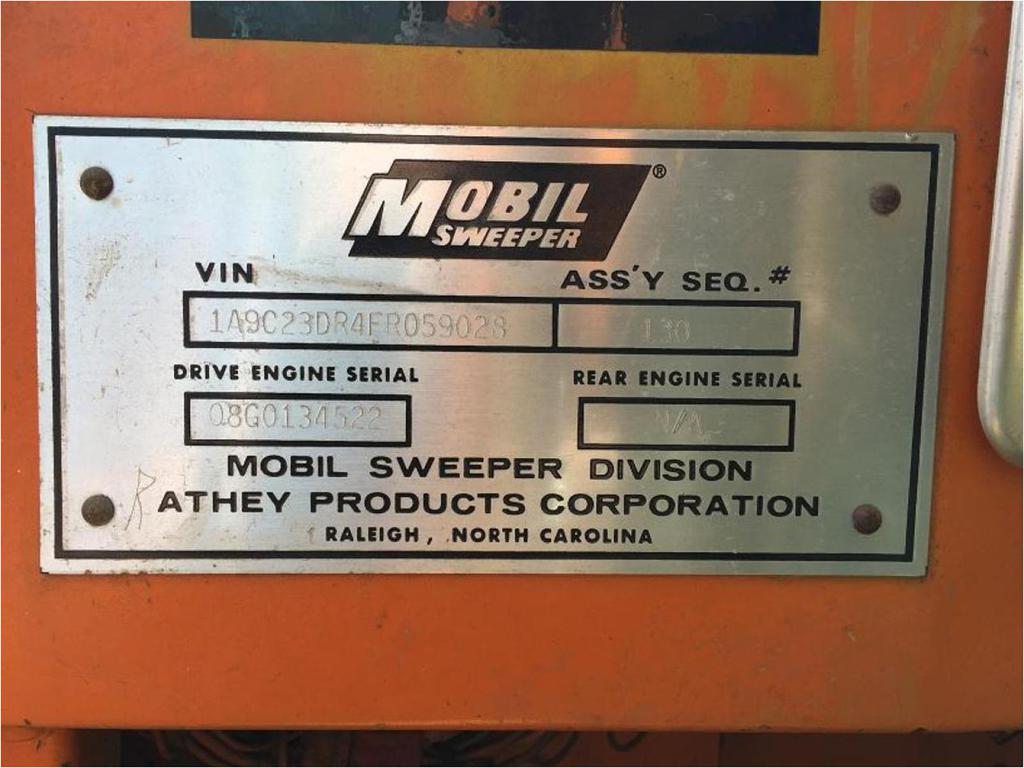 MOBIL
SWEEPER ®
VIN ASS'Y SEQ. #
1A9C23DR4FR059028 130
DRIVE ENGINE SERIAL REAR ENGINE SERIAL
08G0134522 N/A
MOBIL SWEEPER DIVISION
R ATHEY PRODUCTS CORPORATION
RALEIGH, NORTH CAROLINA